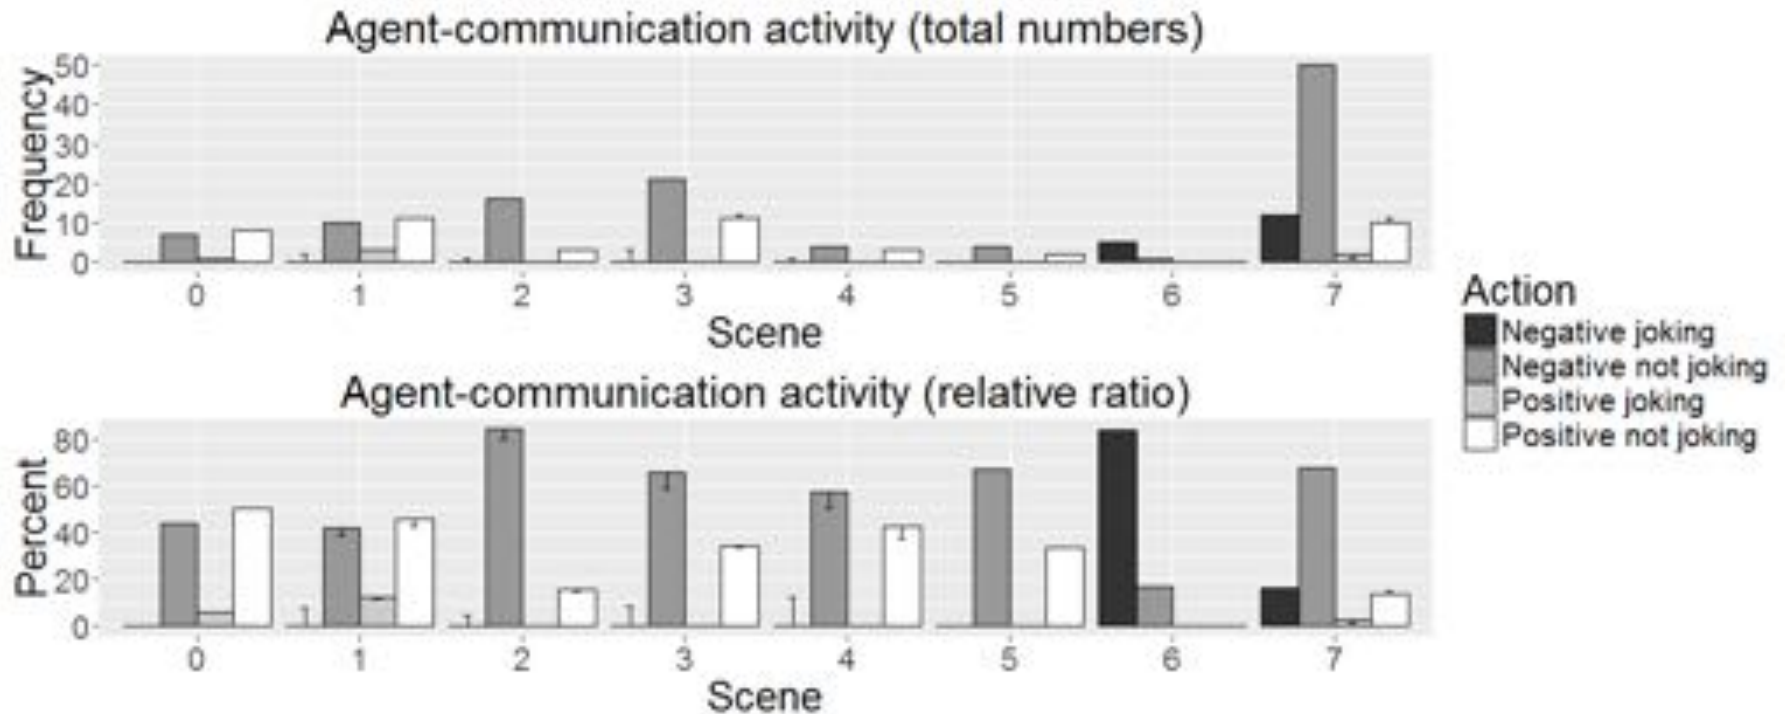 Agent-communication activity (total numbers)
Frequency
50
40
30
20
10
0
0 1 2 3 4 5 6 7
Scene
Agent-communication activity (relative ratio)
Percent
80
60
40
20
0
0 1 2 3 4 5 6 7
Scene
Action
Negative joking
Negative not joking
Positive joking
Positive not joking